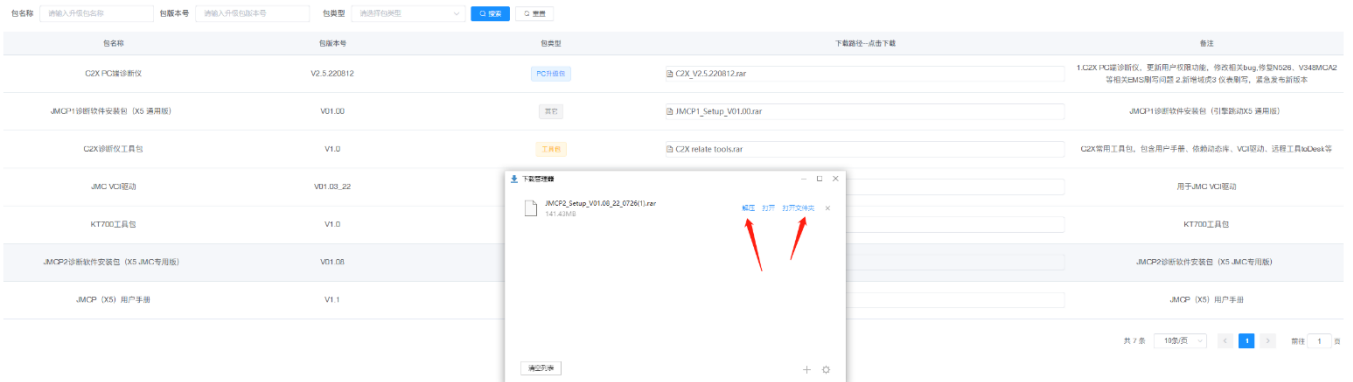 包名称 请输入升级包名称 包版本号 请输入升级包版本号 包类型 请选择包类型 搜索 重置
包名称 包版本号 包类型 下载路径--点击下载 备注
C2X PC端诊断仪 V2.5.220812 PC升级包 C2X_V2.5.220812.rar 1.C2X PC端诊断仪，更新用户权限功能，修改相关bug,修复N526、V348MCA2
等相关EMS刷写问题 2.新增域虎3 仪表刷写，紧急发布新版本
JMCP1诊断软件安装包（X5 通用版） V01.00 其它 JMCP1_Setup_V01.00.rar JMCP1诊断软件安装包（引擎跳动X5 通用版）
C2X诊断仪工具包 V1.0 工具包 C2X relate tools.rar C2X常用工具包，包含用户手册、依赖动态库、VCI驱动、远程工具toDesk等
JMC VCI驱动 V01.03_22 用于JMC VCI驱动
KT700工具包 V1.0 KT700工具包
JMCP2诊断软件安装包（X5 JMC专用版） V01.08 JMCP2诊断软件安装包（X5 JMC专用版）
JMCP（X5）用户手册 V1.1 JMCP（X5）用户手册
下载管理器
JMCP2_Setup_V01.08_22_0726(1).rar
141.43MB
解压 打开 打开文件夹
清空列表
共 7 条 10条/页 1 前往 1 页